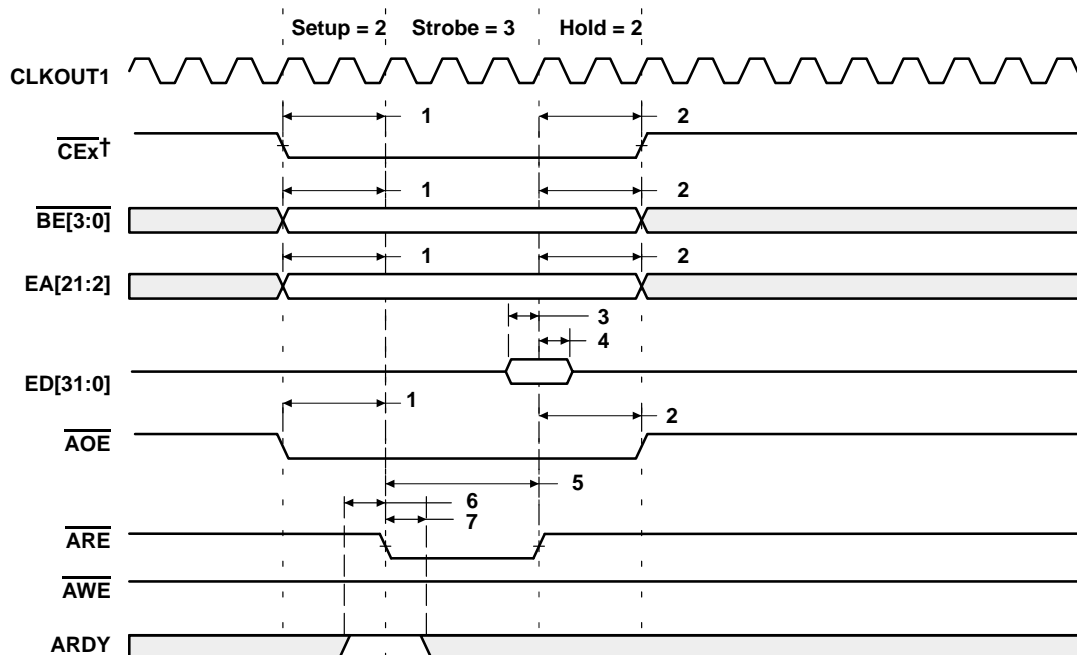 Setup = 2 Strobe = 3 Hold = 2
CLKOUT1
1 2
CEx†
1 2
BE[3:0]
1 2
EA[21:2]
3
4
ED[31:0]
1 2
AOE
5
6
7
ARE
AWE
ARDY